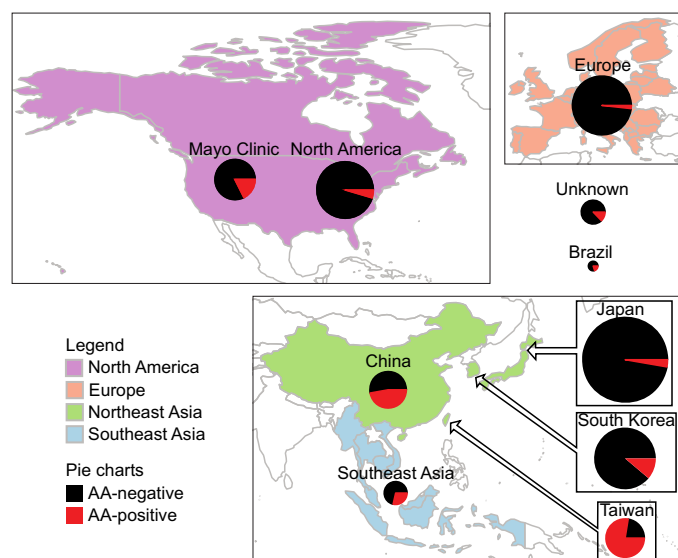 Mayo Clinic
North America
Europe
Unknown
Brazil
Legend
North America
Europe
Northeast Asia
Southeast Asia
Pie charts
AA-negative
AA-positive
China
Southeast Asia
Japan
South Korea
Taiwan